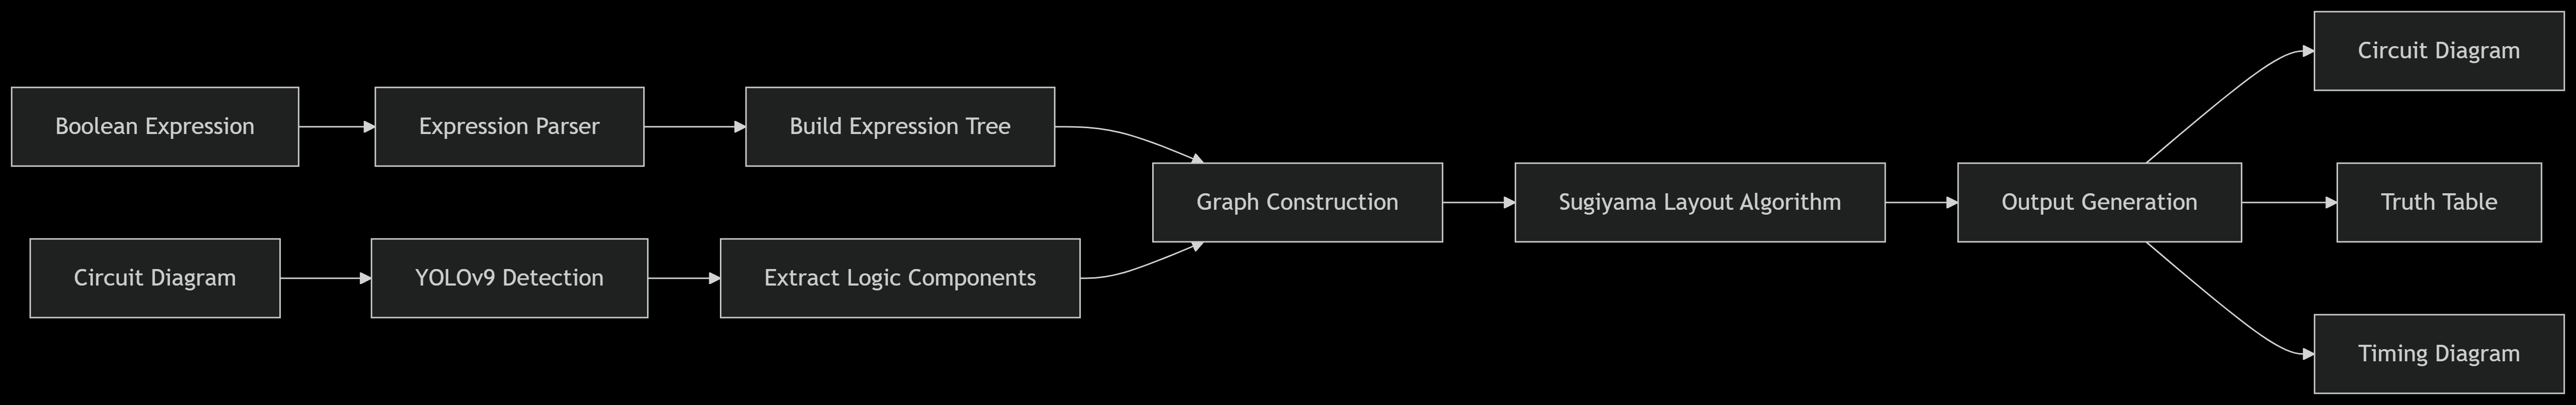 Boolean Expression
Expression Parser
Build Expression Tree
Circuit Diagram
YOLOv9 Detection
Extract Logic Components
Graph Construction
Sugiyama Layout Algorithm
Output Generation
Circuit Diagram
Truth Table
Timing Diagram